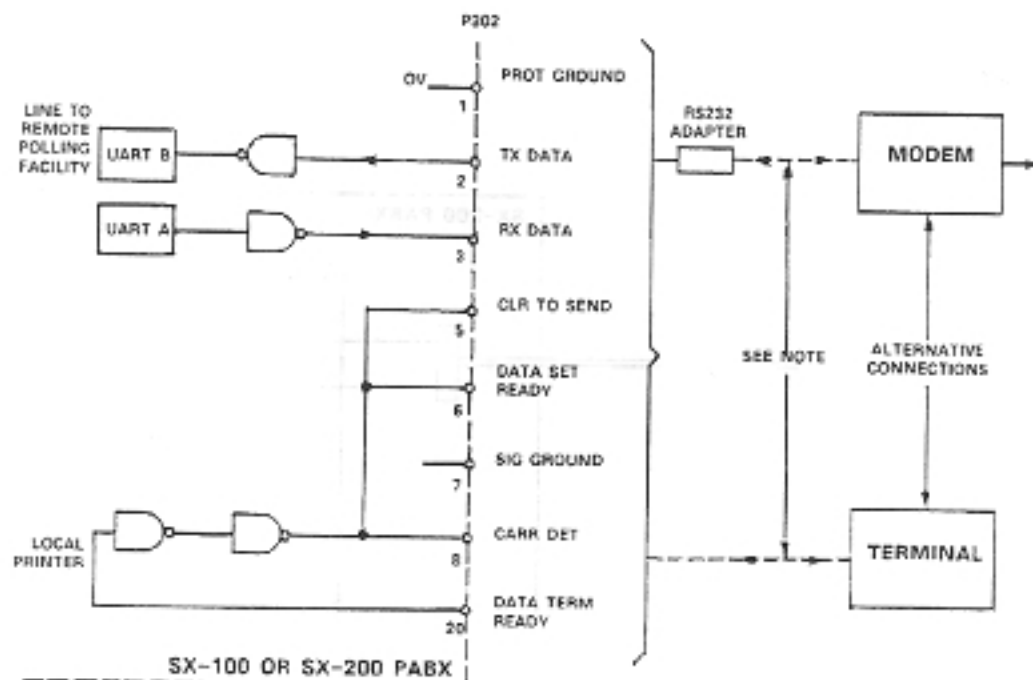 P302
0V
1
PROT GROUND
LINE TO
REMOTE
POLLING
FACILITY
UART B
2
TX DATA
UART A
3
RX DATA
5
CLR TO SEND
6
DATA SET
READY
7
SIG GROUND
LOCAL
PRINTER
8
CARR DET
20
DATA TERM
READY
SX-100 OR SX-200 PABX
RS232
ADAPTER
MODEM
SEE NOTE
ALTERNATIVE
CONNECTIONS
TERMINAL